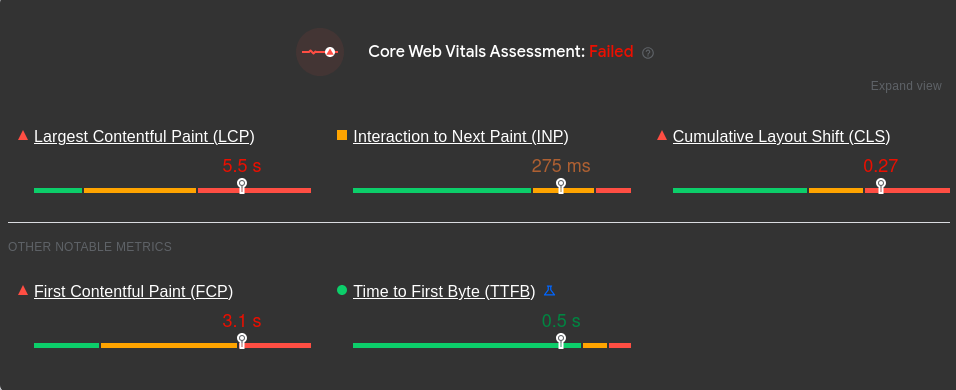 Core Web Vitals Assessment: Failed
Expand view
Largest Contentful Paint (LCP)
5.5 s
Interaction to Next Paint (INP)
275 ms
Cumulative Layout Shift (CLS)
0.27
OTHER NOTABLE METRICS
First Contentful Paint (FCP)
3.1 s
Time to First Byte (TTFB)
0.5 s